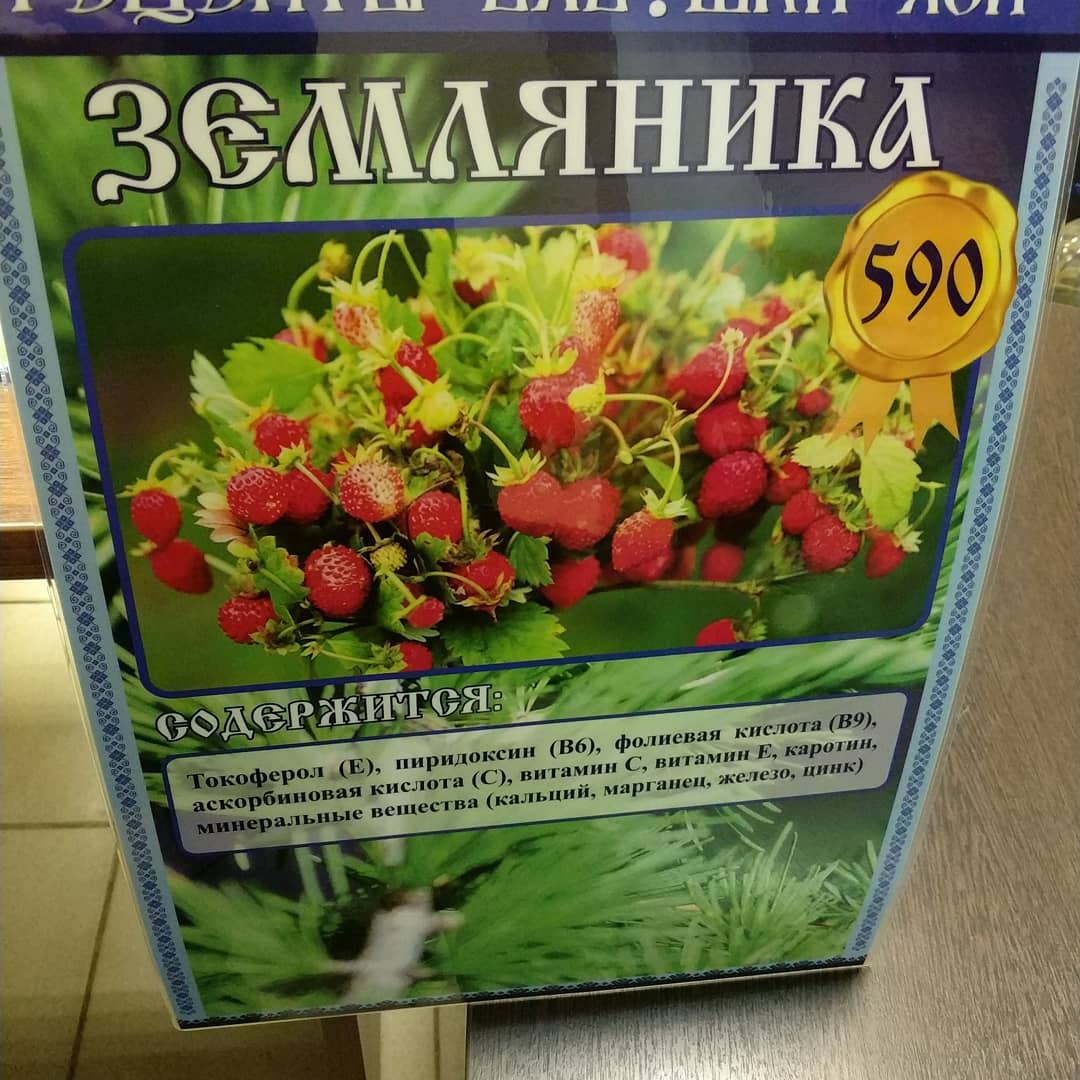 ЗЕМЛЯНИКА
590
СОДЕРЖИТСЯ:
Токоферол (Е), пиридоксин (В6), фолиевая кислота (В9),
аскорбиновая кислота (С), витамин С, витамин Е, каротин,
минеральные вещества (кальций, марганец, железо, цинк)